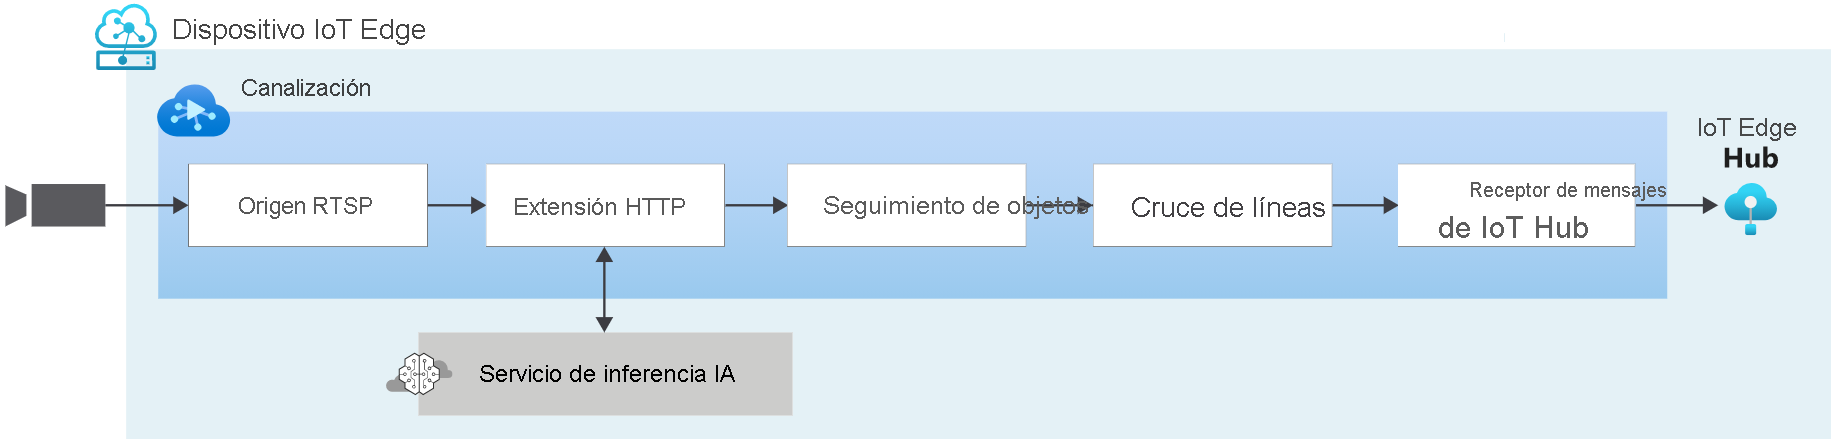 Dispositivo IoT Edge
Canalización
IoT Edge
Hub
Origen RTSP
Extensión HTTP
Seguimiento de objetos
Cruce de líneas
Receptor de mensajes
de IoT Hub
Servicio de inferencia IA